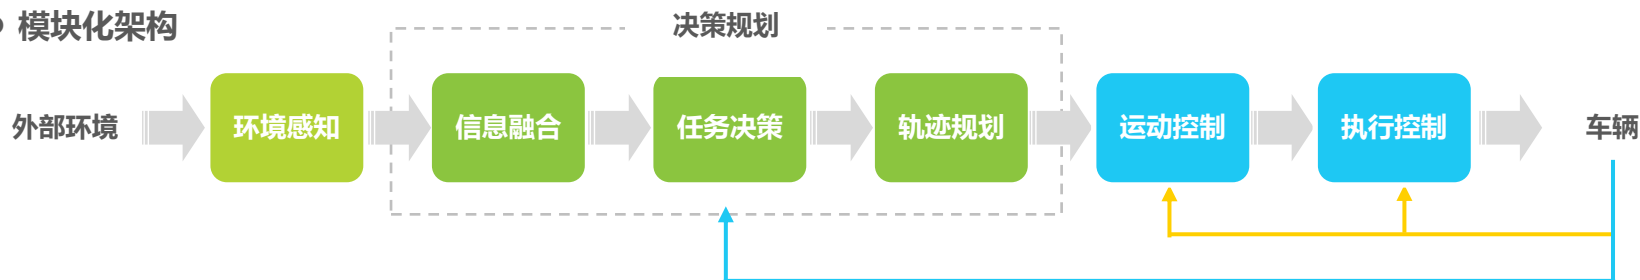 模块化架构
决策规划
外部环境
环境感知
信息融合
任务决策
轨迹规划
运动控制
执行控制
车辆